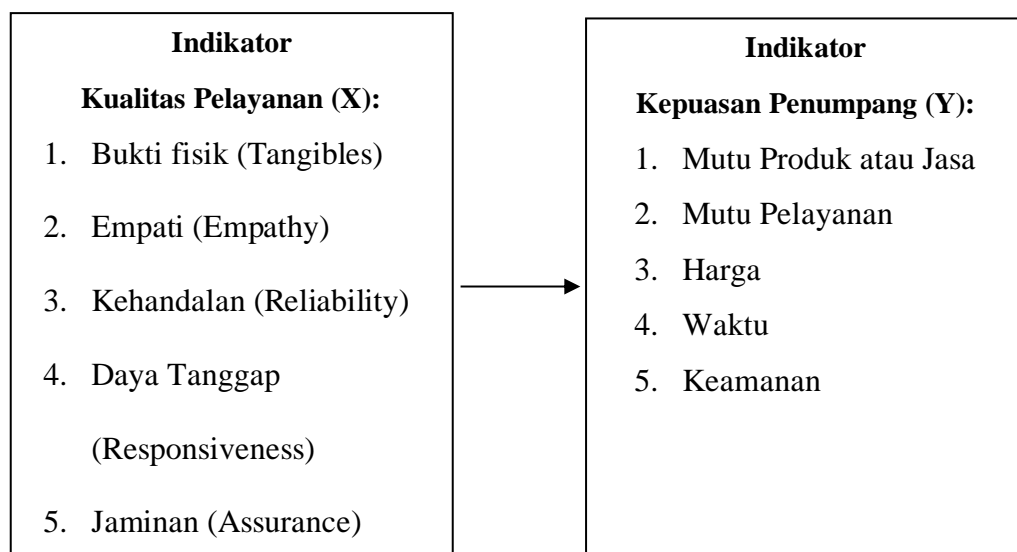 Indikator
Kualitas Pelayanan (X):
1. Bukti fisik (Tangibles)
2. Empati (Empathy)
3. Kehandalan (Reliability)
4. Daya Tanggap
(Responsiveness)
5. Jaminan (Assurance)
Indikator
Kepuasan Penumpang (Y):
1. Mutu Produk atau Jasa
2. Mutu Pelayanan
3. Harga
4. Waktu
5. Keamanan